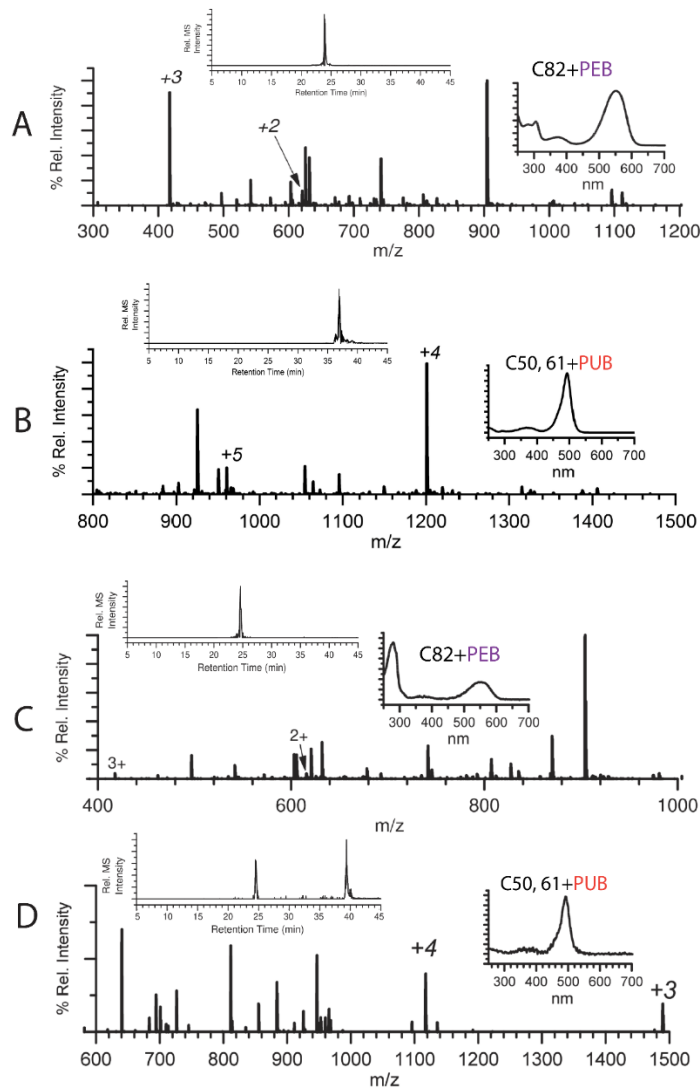 A
% Rel. Intensity
+3
+2
300 400 500 600 700 800 900 1000 1100 1200
m/z
Rel. MS
Intensity
5 10 15 20 25 30 35 40 45
Retention Time (min)
C82+PEB
300 400 500 600 700
nm
B
% Rel. Intensity
+5
+4
800 900 1000 1100 1200 1300 1400 1500
m/z
Rel. MS
Intensity
5 10 15 20 25 30 35 40 45
Retention Time (min)
C50, 61+PUB
300 400 500 600 700
nm
C
% Rel. Intensity
3+
2+
400 600 800 1000
m/z
Rel. MS
Intensity
5 10 15 20 25 30 35 40 45
Retention Time (min)
C82+PEB
300 400 500 600 700
nm
D
% Rel. Intensity
+4
+3
600 700 800 900 1000 1100 1200 1300 1400 1500
m/z
Rel. MS
Intensity
5 10 15 20 25 30 35 40 45
Retention Time (min)
C50, 61+PUB
300 400 500 600 700
nm